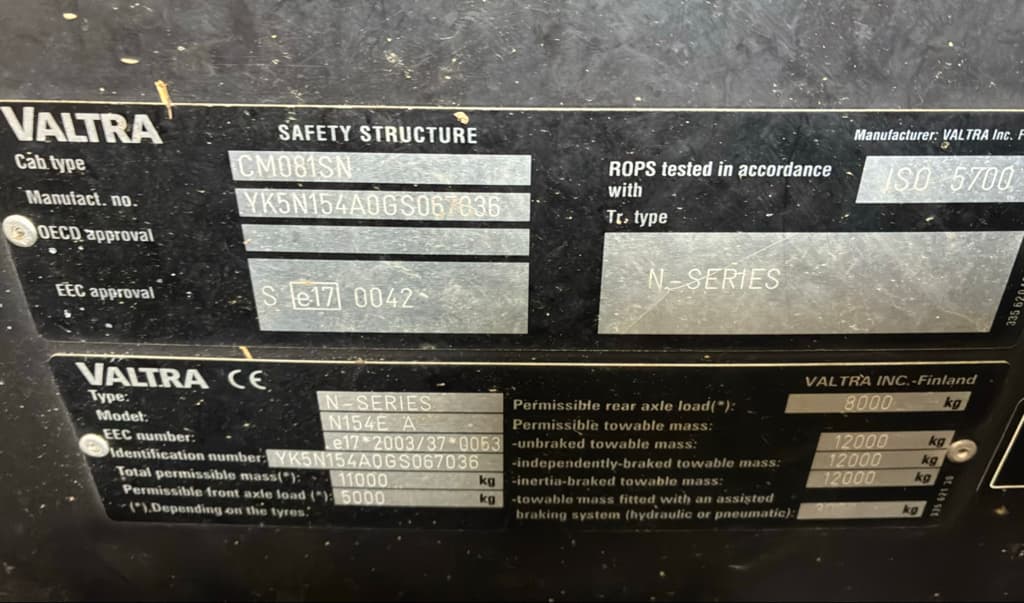 VALTRA SAFETY STRUCTURE Manufacturer: VALTRA Inc. F
Cab type CM081SN
Manufact. no. YK5N154A0GS067036
OECD approval
EEC approval S e17 0042
ROPS tested in accordance with ISO 5700
Tr. type
N-SERIES
VALTRA CE VALTRA INC.-Finland
Type: N-SERIES
Model: N154E A
EEC number: e17*2003/37*0063
Identification number: YK5N154A0GS067036
Total permissible mass(*): 11000 kg
Permissible front axle load (*): 5000 kg
(*).Depending on the tyres.
Permissible rear axle load(*): 8000 kg
Permissible towable mass:
-unbraked towable mass: 12000 kg
-independently-braked towable mass: 12000 kg
-inertia-braked towable mass: 12000 kg
-towable mass fitted with an assisted
braking system (hydraulic or pneumatic): kg